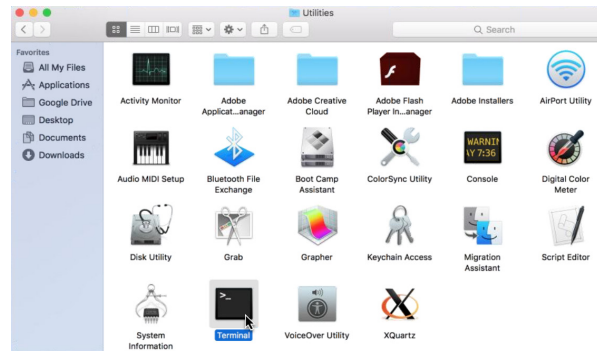 Utilities
Search
Favorites
All My Files
Applications
Google Drive
Desktop
Documents
Downloads
Activity Monitor
Adobe
Applicat...anager
Adobe Creative
Cloud
Adobe Flash
Player In...anager
Adobe Installers
AirPort Utility
WARNIN
AY 7:36
Audio MIDI Setup
Bluetooth File
Exchange
Boot Camp
Assistant
ColorSync Utility
Console
Digital Color
Meter
Disk Utility
Grab
Grapher
Keychain Access
Migration
Assistant
Script Editor
>_
System
Information
Terminal
VoiceOver Utility
XQuartz